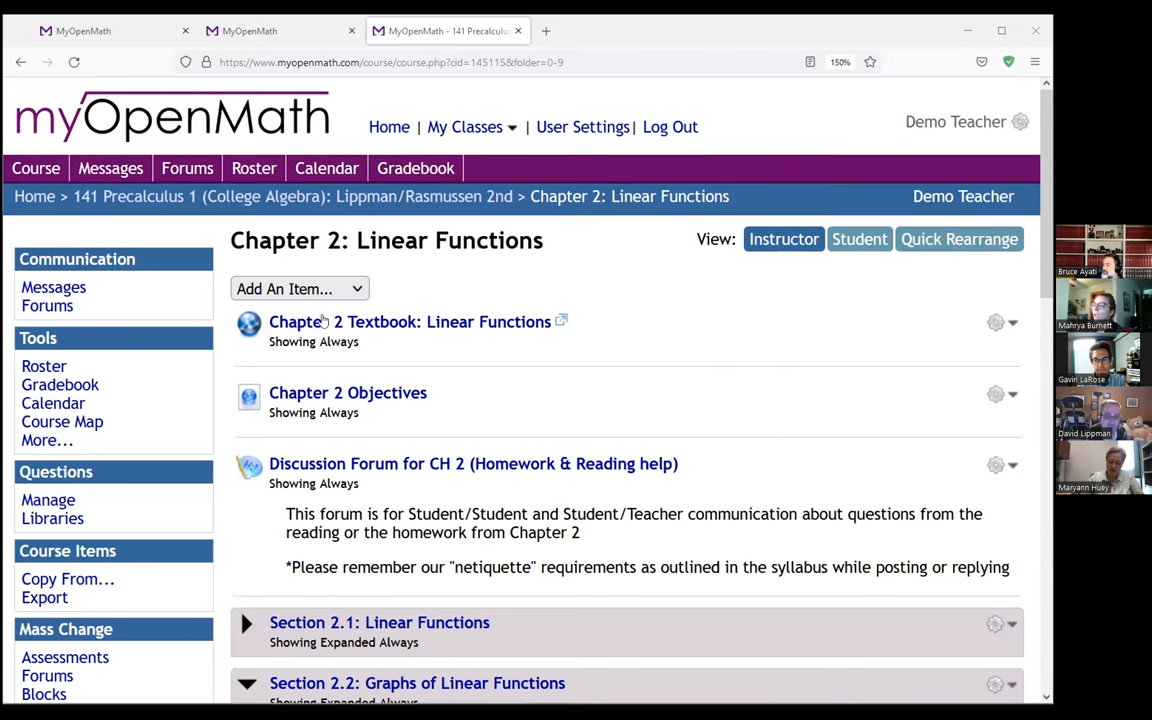 MyOpenMath
MyOpenMath
MyOpenMath - 141 Precalculu
https://www.myopenmath.com/course/course.php?cid=145115&folder=0-9
150%
myOpenMath
Home | My Classes | User Settings | Log Out
Demo Teacher
Course Messages Forums Roster Calendar Gradebook
Home > 141 Precalculus 1 (College Algebra): Lippman/Rasmussen 2nd > Chapter 2: Linear Functions
Demo Teacher
Communication
Messages
Forums
Tools
Roster
Gradebook
Calendar
Course Map
More...
Questions
Manage
Libraries
Course Items
Copy From...
Export
Mass Change
Assessments
Forums
Blocks
Chapter 2: Linear Functions
View: Instructor Student Quick Rearrange
Add An Item...
Chapter 2 Textbook: Linear Functions
Showing Always
Chapter 2 Objectives
Showing Always
Discussion Forum for CH 2 (Homework & Reading help)
Showing Always
This forum is for Student/Student and Student/Teacher communication about questions from the
reading or the homework from Chapter 2
*Please remember our "netiquette" requirements as outlined in the syllabus while posting or replying
Section 2.1: Linear Functions
Showing Expanded Always
Section 2.2: Graphs of Linear Functions
Showing Expanded Always
Bruce Ayati
Mahrya Burnett
Gavin LaRose
David Lippman
Maryann Huey